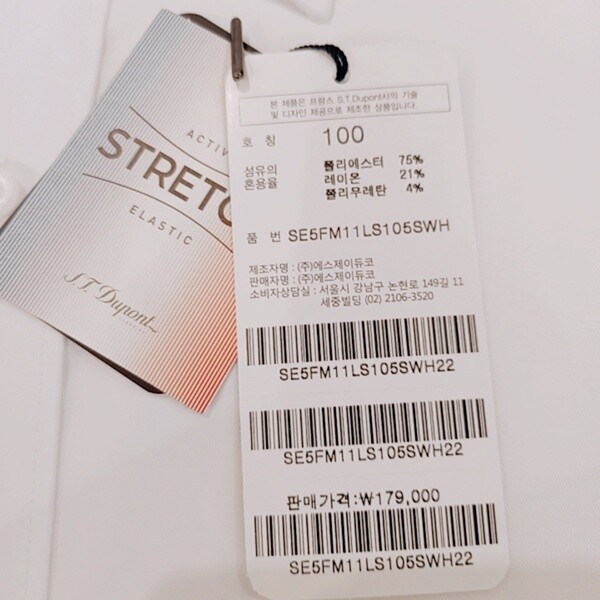 ACTIV
STRETC
ELASTIC
S.T. Dupont
본 제품은 프랑스 S.T.Dupont사의 기술
및 디자인 제공으로 제조한 상품입니다.
호 칭 100
섬유의 폴리에스터 75%
혼용율 레이온 21%
폴리우레탄 4%
품 번 SE5FM11LS105SWH
제조자명 : (주)에스제이듀코
판매자명 : (주)에스제이듀코
소비자상담실 : 서울시 강남구 논현로 149길 11
세중빌딩 (02) 2106-3520
SE5FM11LS105SWH22
SE5FM11LS105SWH22
판매가격:₩179,000
SE5FM11LS105SWH22